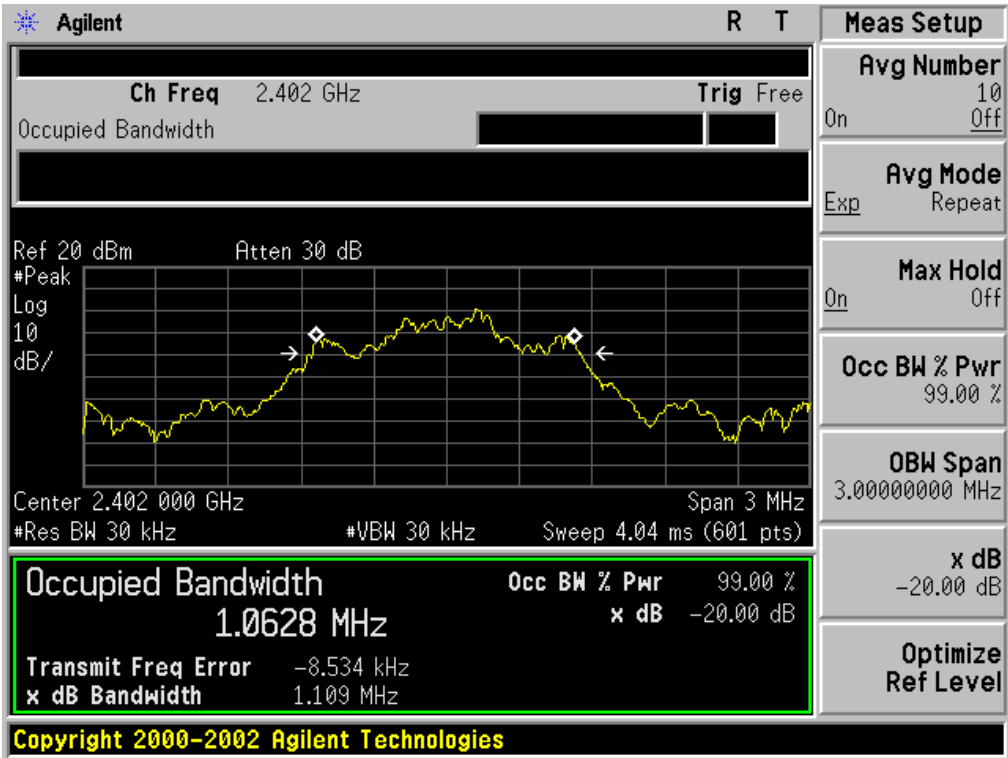 Agilent R T
Ch Freq 2.402 GHz Trig Free
Occupied Bandwidth
Ref 20 dBm Atten 30 dB
#Peak
Log
10
dB/
Center 2.402 000 GHz Span 3 MHz
#Res BW 30 kHz #VBW 30 kHz Sweep 4.04 ms (601 pts)
Occupied Bandwidth Occ BW % Pwr 99.00 %
1.0628 MHz x dB -20.00 dB
Transmit Freq Error -8.534 kHz
x dB Bandwidth 1.109 MHz
Copyright 2000-2002 Agilent Technologies
Meas Setup
Avg Number
10
On Off
Avg Mode
Exp Repeat
Max Hold
On Off
Occ BW % Pwr
99.00 %
OBW Span
3.00000000 MHz
x dB
-20.00 dB
Optimize
Ref Level